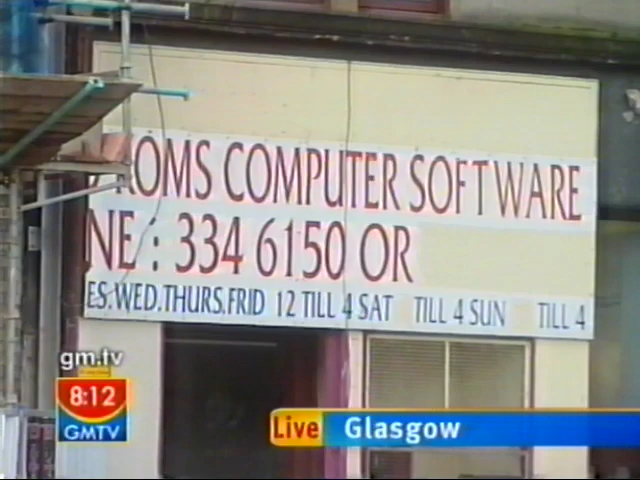 ROMS COMPUTER SOFTWARE
NE : 334 6150 OR
ES. WED. THURS. FRID 12 TILL 4 SAT TILL 4 SUN TILL 4
gm.tv
8:12
GMTV
Live Glasgow